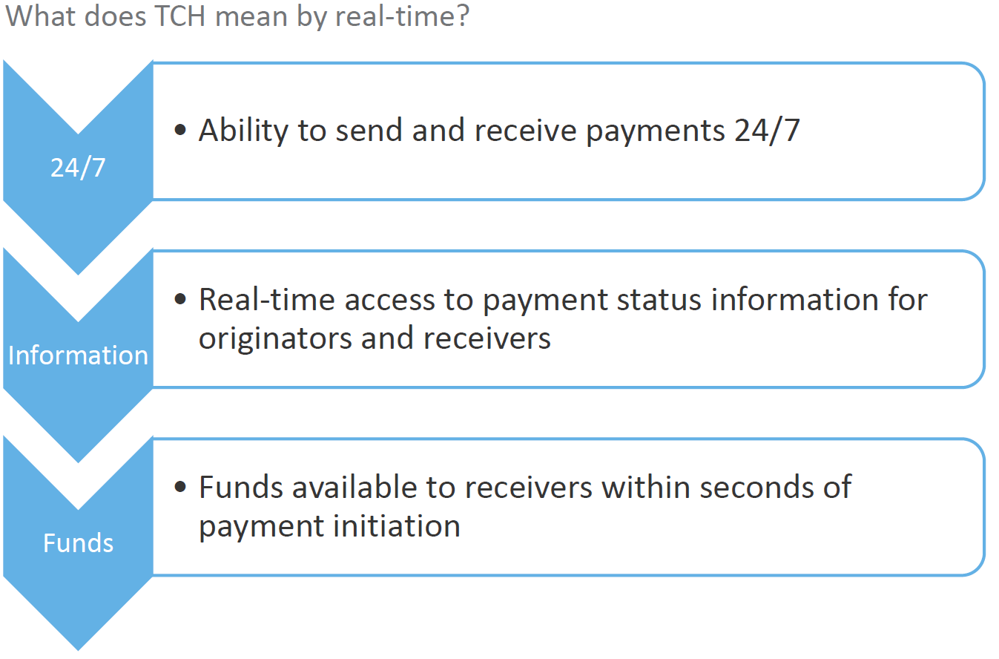 What does TCH mean by real-time?
24/7
• Ability to send and receive payments 24/7
Information
• Real-time access to payment status information for
originators and receivers
Funds
• Funds available to receivers within seconds of
payment initiation